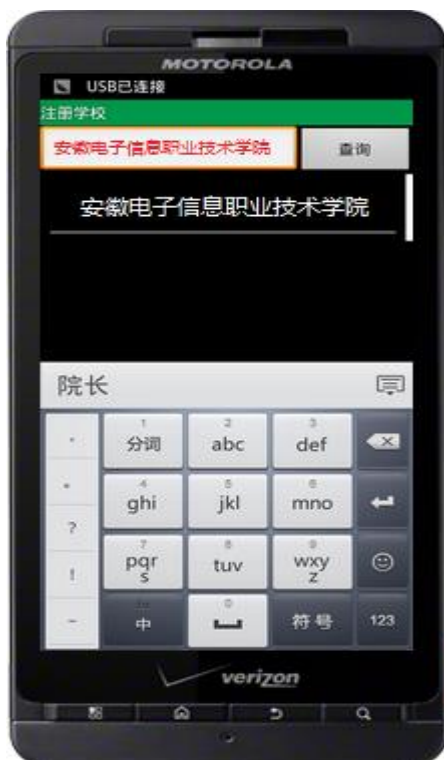 MOTOROLA
USB已连接
注册学校
安徽电子信息职业技术学院 查询
安徽电子信息职业技术学院
院长
1 2 3
分词 abc def
4 5 6
ghi jkl mno
?
7 8 9
! pqrs tuv wxyz
0
中 符号 123
verizon